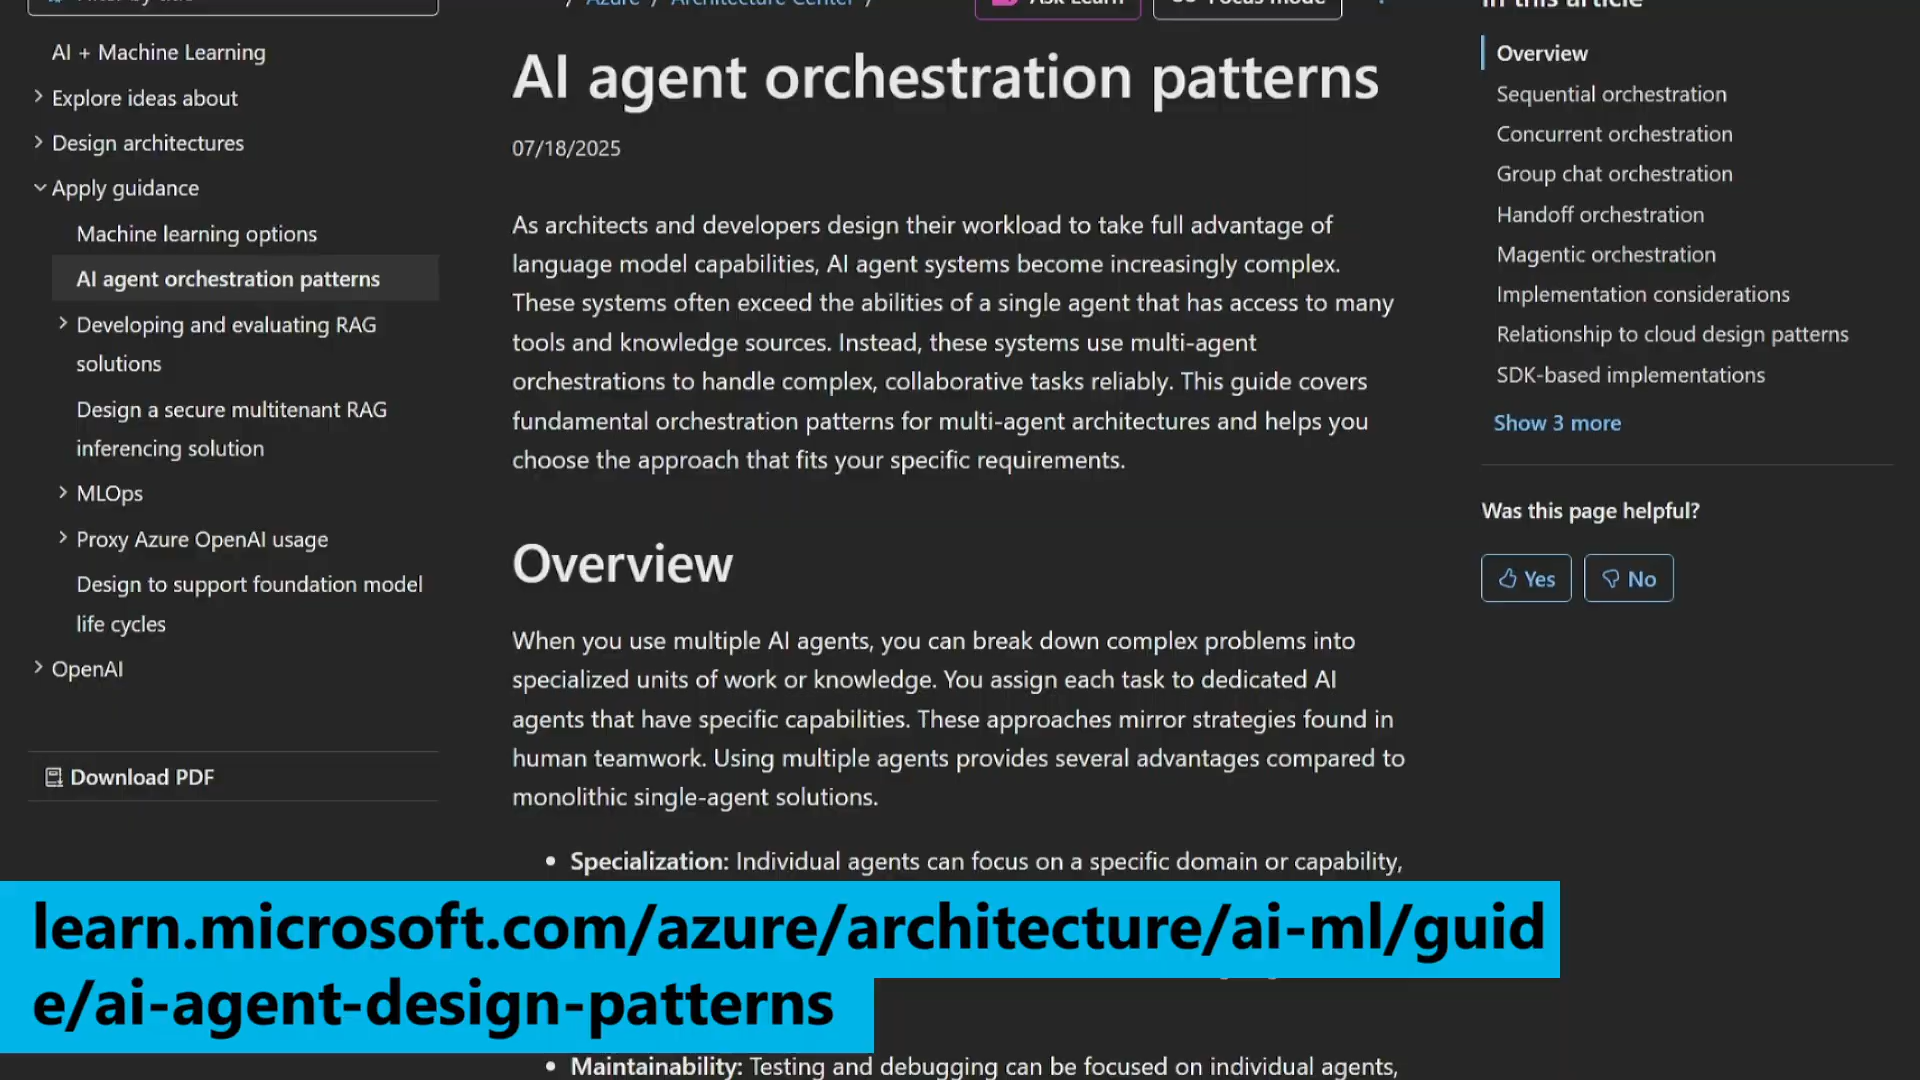 / Azure / Architecture Center /
Ask Learn
Focus mode
AI + Machine Learning
Explore ideas about
Design architectures
Apply guidance
Machine learning options
AI agent orchestration patterns
Developing and evaluating RAG
solutions
Design a secure multitenant RAG
inferencing solution
MLOps
Proxy Azure OpenAI usage
Design to support foundation model
life cycles
OpenAI
Download PDF
AI agent orchestration patterns
07/18/2025
As architects and developers design their workload to take full advantage of
language model capabilities, AI agent systems become increasingly complex.
These systems often exceed the abilities of a single agent that has access to many
tools and knowledge sources. Instead, these systems use multi-agent
orchestrations to handle complex, collaborative tasks reliably. This guide covers
fundamental orchestration patterns for multi-agent architectures and helps you
choose the approach that fits your specific requirements.
Overview
When you use multiple AI agents, you can break down complex problems into
specialized units of work or knowledge. You assign each task to dedicated AI
agents that have specific capabilities. These approaches mirror strategies found in
human teamwork. Using multiple agents provides several advantages compared to
monolithic single-agent solutions.
• Specialization: Individual agents can focus on a specific domain or capability,
• Maintainability: Testing and debugging can be focused on individual agents,
In this article
Overview
Sequential orchestration
Concurrent orchestration
Group chat orchestration
Handoff orchestration
Magentic orchestration
Implementation considerations
Relationship to cloud design patterns
SDK-based implementations
Show 3 more
Was this page helpful?
Yes
No
learn.microsoft.com/azure/architecture/ai-ml/guid
e/ai-agent-design-patterns